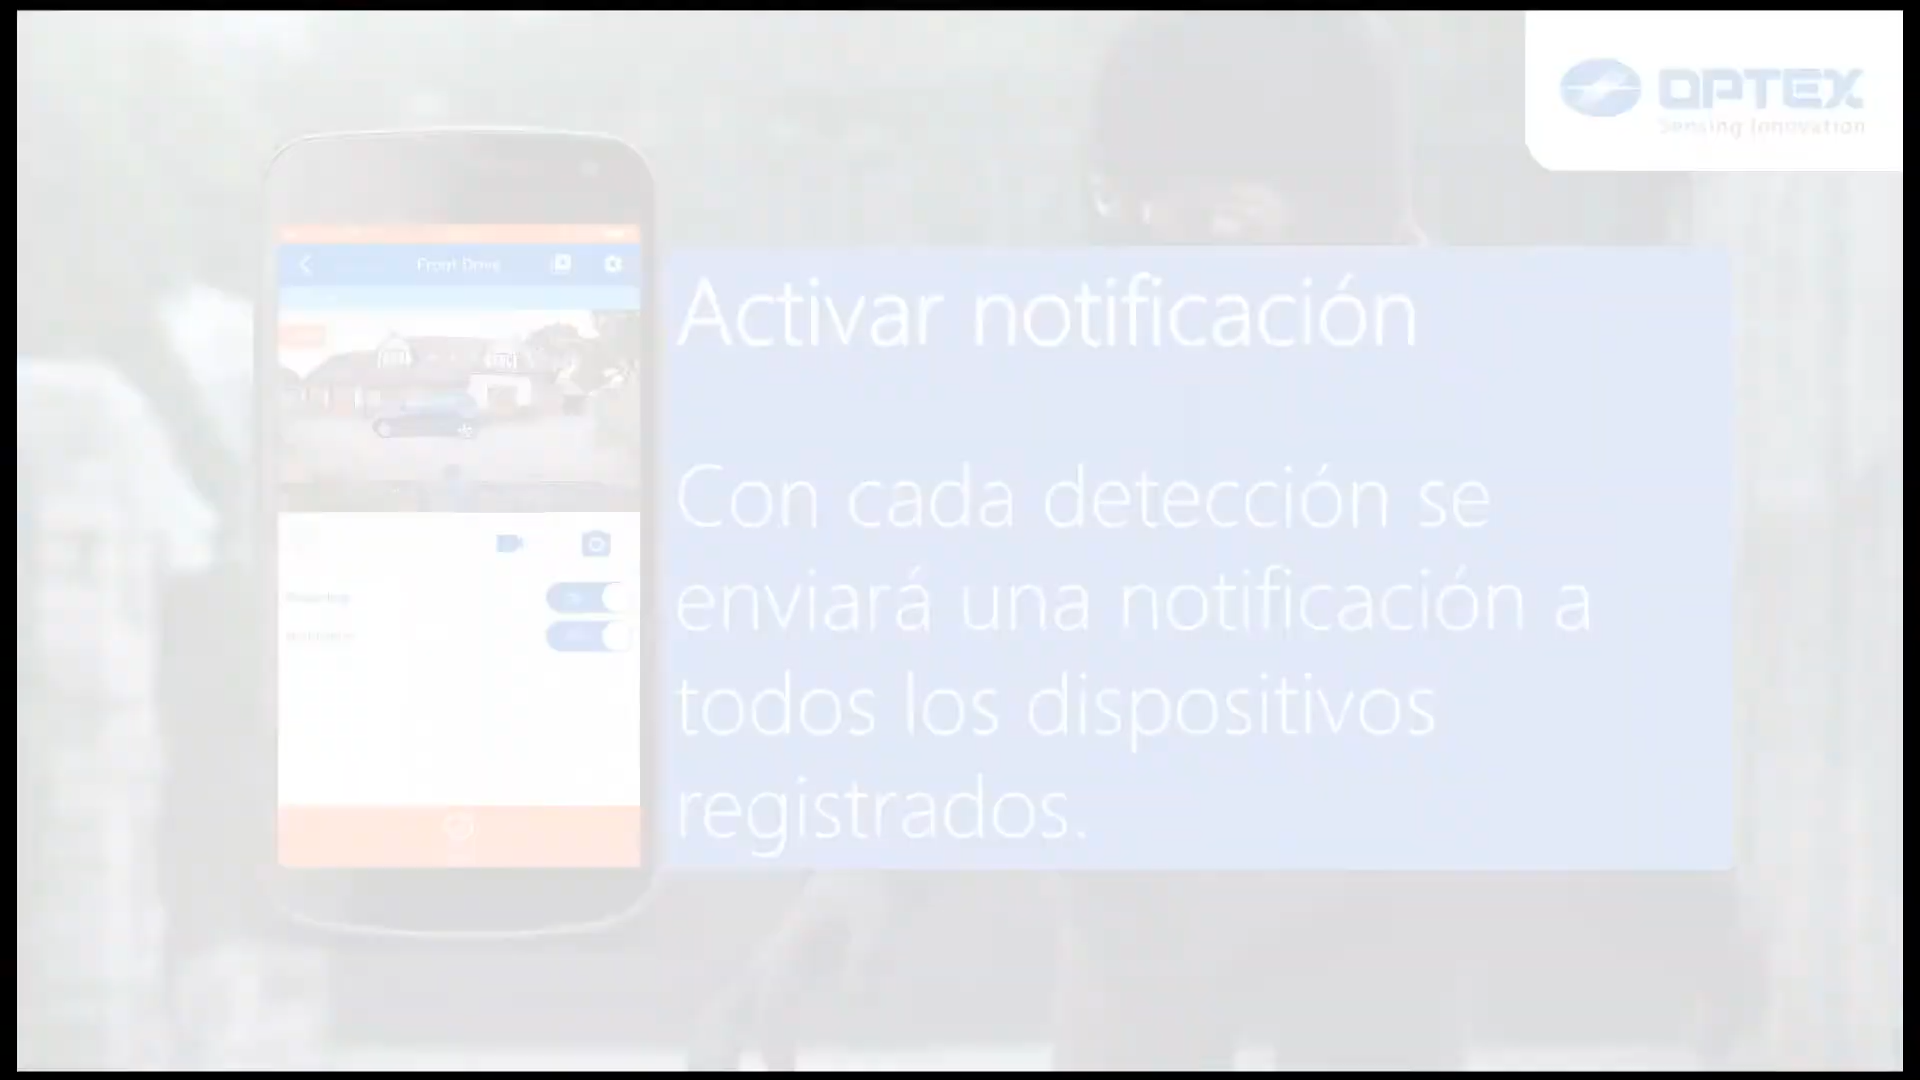 OPTEX
Sensing Innovation
Front Drive
Activar notificación
Con cada detección se
enviará una notificación a
todos los dispositivos
registrados.